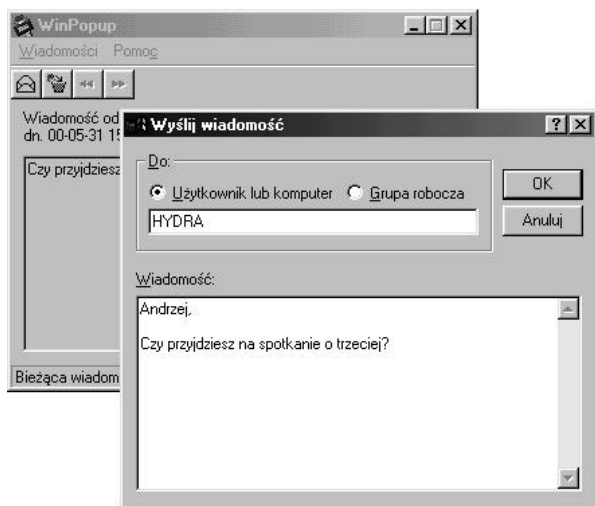 WinPopup
Wiadomości Pomoc
Wiadomość od
dn. 00-05-31 15
Czy przyjdziesz
Bieżąca wiadom
Wyślij wiadomość
Do:
Użytkownik lub komputer Grupa robocza
HYDRA
OK
Anuluj
Wiadomość:
Andrzej,
Czy przyjdziesz na spotkanie o trzeciej?